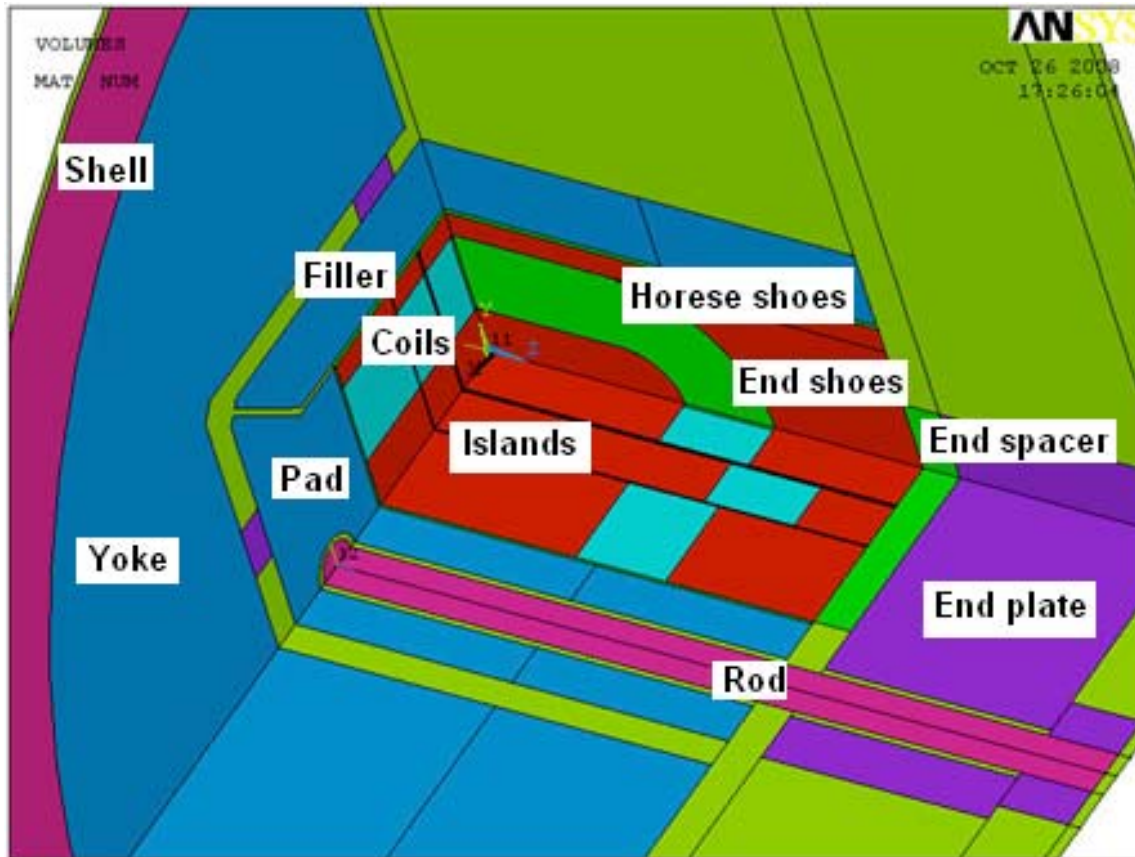 VOLUMES
MAT NUM
ANSYS
OCT 26 2008
17:26:04
Shell
Filler
Horese shoes
Coils
End shoes
Islands
End spacer
Pad
Yoke
End plate
Rod